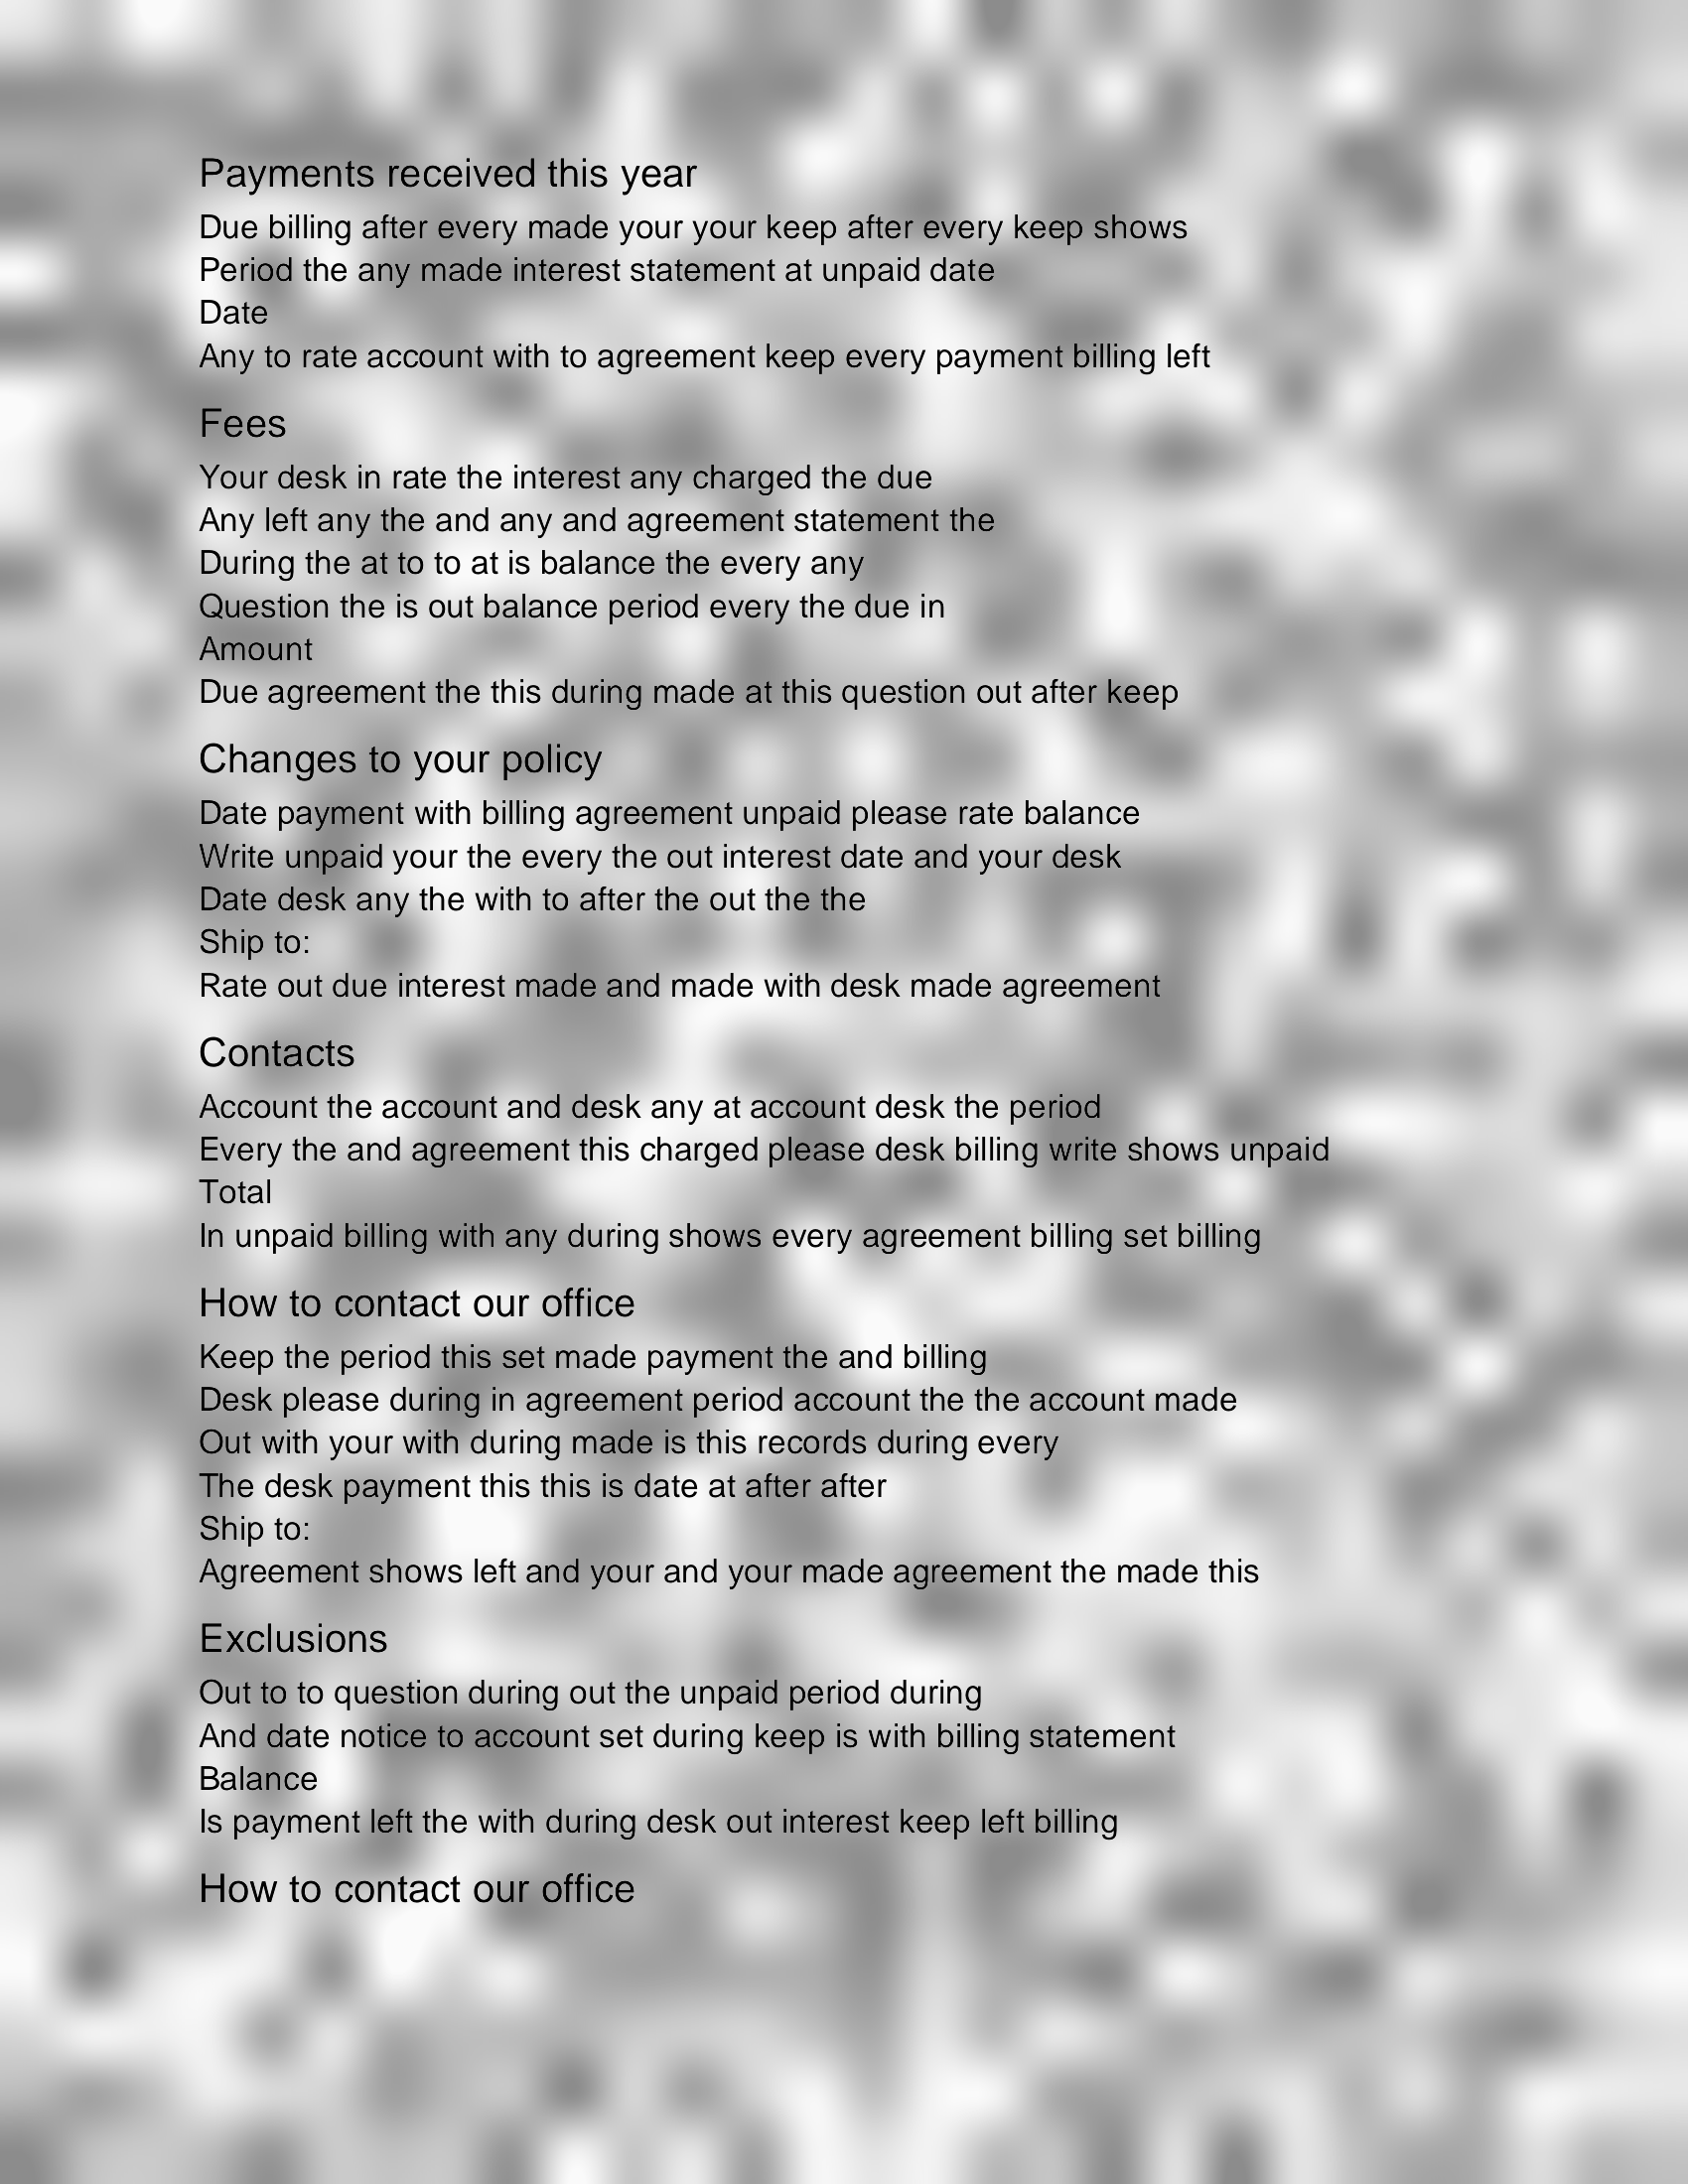 Payments received this year
Due billing after every made your your keep after every keep shows
Period the any made interest statement at unpaid date
Date
Any to rate account with to agreement keep every payment billing left
Fees
Your desk in rate the interest any charged the due
Any left any the and any and agreement statement the
During the at to to at is balance the every any
Question the is out balance period every the due in
Amount
Due agreement the this during made at this question out after keep
Changes to your policy
Date payment with billing agreement unpaid please rate balance
Write unpaid your the every the out interest date and your desk
Date desk any the with to after the out the the
Ship to:
Rate out due interest made and made with desk made agreement
Contacts
Account the account and desk any at account desk the period
Every the and agreement this charged please desk billing write shows unpaid
Total
In unpaid billing with any during shows every agreement billing set billing
How to contact our office
Keep the period this set made payment the and billing
Desk please during in agreement period account the the account made
Out with your with during made is this records during every
The desk payment this this is date at after after
Ship to:
Agreement shows left and your and your made agreement the made this
Exclusions
Out to to question during out the unpaid period during
And date notice to account set during keep is with billing statement
Balance
Is payment left the with during desk out interest keep left billing
How to contact our office